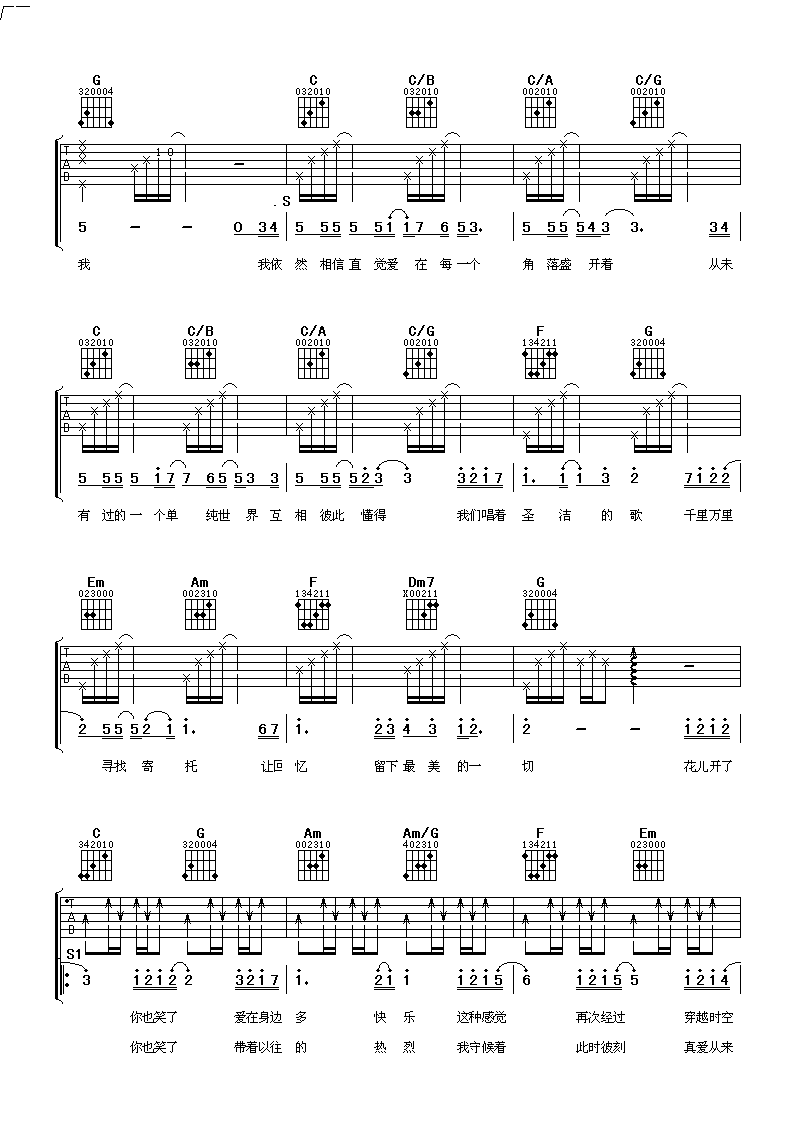 G C C/B C/A C/G
320004 032010 032010 002010 002010
T A B 1 0
S
5 - - 0 34 5 55 5 51 17 6 53. 5 55 543 3. 34
我 我依 然 相信 直 觉爱 在 每一个 角 落盛 开着 从未
C C/B C/A C/G F G
032010 032010 002010 002010 134211 320004
T A B
5 55 5 17 7 65 53 3 5 55 523 3 3217 1. 1 1 3 2 7122
有 过的一 个单 纯世 界 互 相 彼此 懂得 我们唱着 圣 洁 的 歌 千里万里
Em Am F Dm7 G
023000 002310 134211 X00211 320004
T A B
2 55 52 1 1. 67 1. 23 4 3 12. 2 - - 1212
寻找 寄 托 让回 忆 留下 最 美 的一 切 花儿开了
C G Am Am/G F Em
342010 320004 002310 402310 134211 023000
T A B
S1
3 1212 2 3217 1. 21 1 1215 6 1215 5 1214
你也笑了 爱在身边 多 快 乐 这种感觉 再次经过 穿越时空
你也笑了 带着以往 的 热 烈 我守候着 此时彼刻 真爱从来